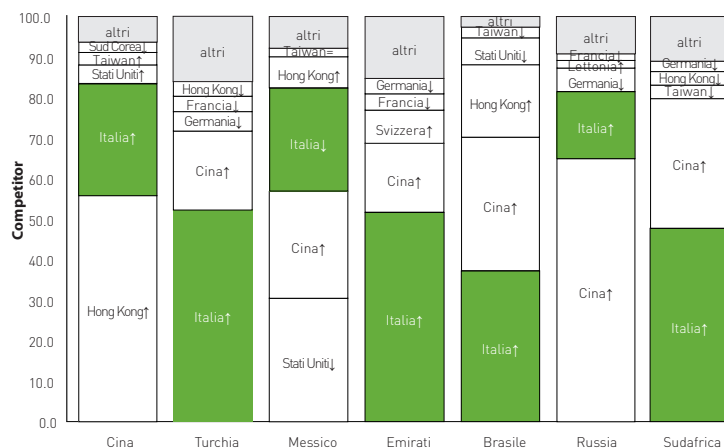 Competitor
100.0
90.0
80.0
70.0
60.0
50.0
40.0
30.0
20.0
10.0
0.0
altri
Sud Corea↓
Taiwan↑
Stati Uniti↑
Italia↑
Hong Kong↑
Cina
altri
Hong Kong↓
Francia↓
Germania↓
Cina↑
Italia↑
Turchia
altri
Taiwan=
Hong Kong↑
Italia↓
Cina↑
Stati Uniti↓
Messico
altri
Germania↓
Francia↓
Svizzera↑
Cina↑
Italia↑
Emirati
altri
Taiwan↓
Stati Uniti↓
Hong Kong↑
Cina↑
Italia↑
Brasile
altri
Francia↓
Lettonia↑
Germania↓
Italia↑
Cina↑
Russia
altri
Germania↓
Hong Kong↓
Taiwan↓
Cina↑
Italia↑
Sudafrica